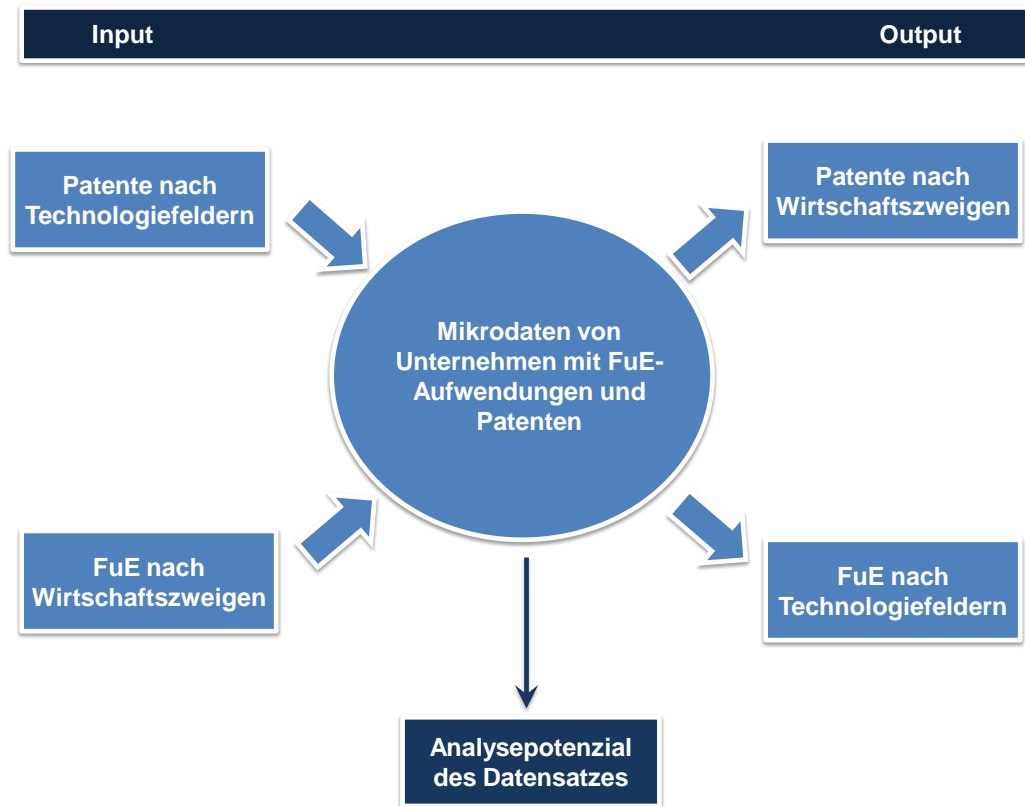 Input
Output
Patente nach
Technologiefeldern
Patente nach
Wirtschaftszweigen
Mikrodaten von
Unternehmen mit FuE-
Aufwendungen und
Patenten
FuE nach
Wirtschaftszweigen
FuE nach
Technologiefeldern
Analysepotenzial
des Datensatzes